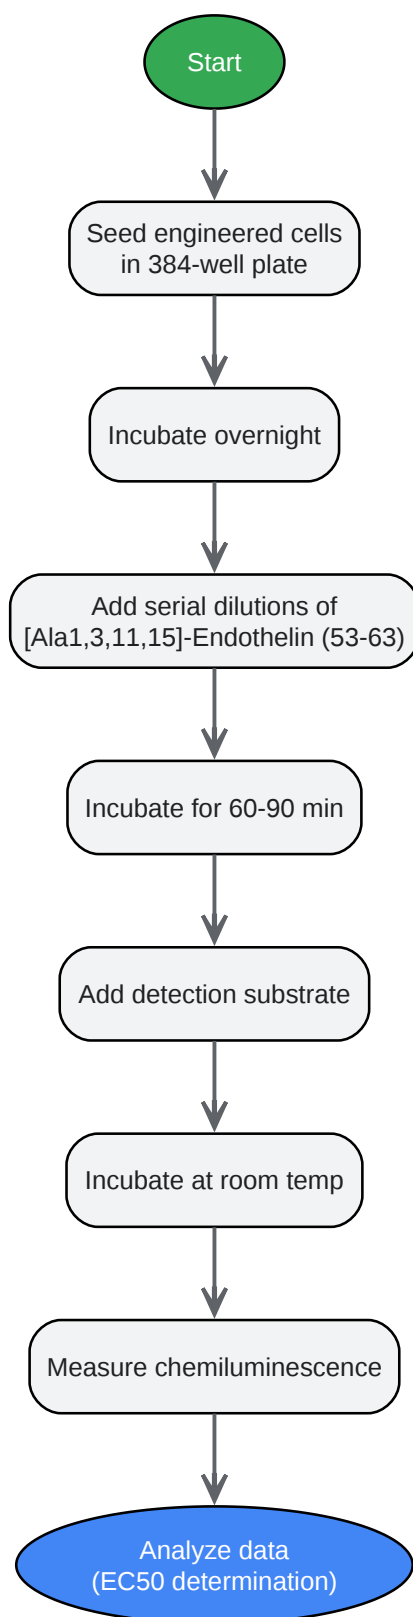 Start
Seed engineered cells
in 384-well plate
Incubate overnight
Add serial dilutions of
[Ala1,3,11,15]-Endothelin (53-63)
Incubate for 60-90 min
Add detection substrate
Incubate at room temp
Measure chemiluminescence
Analyze data
(EC50 determination)